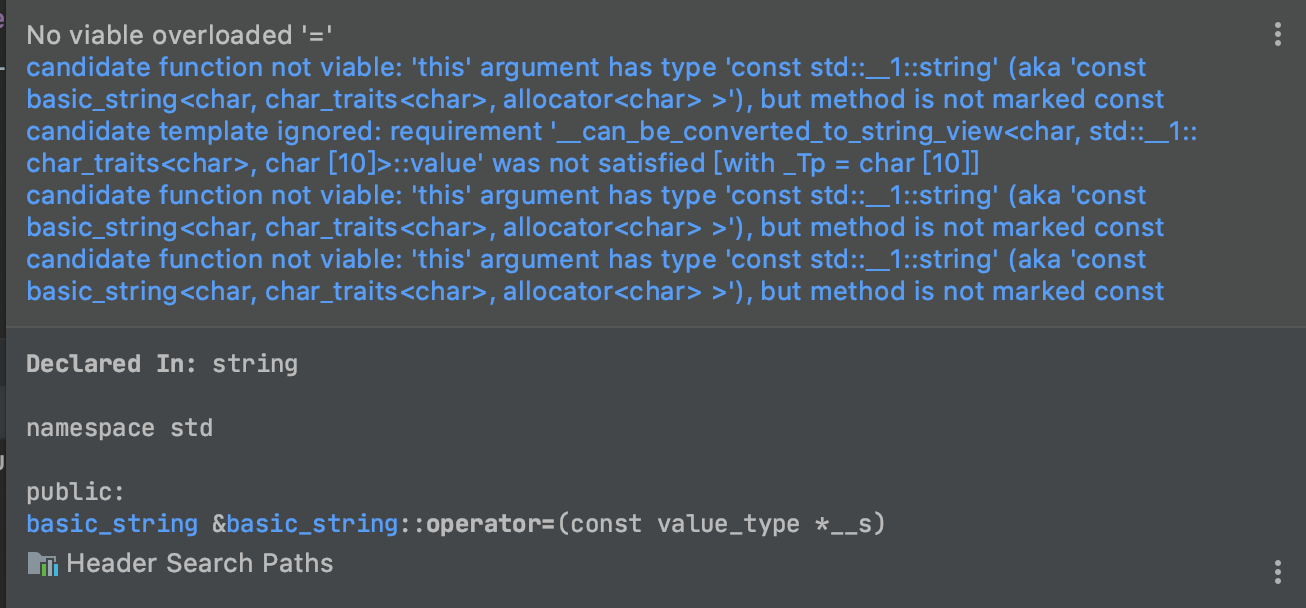 No viable overloaded '='
candidate function not viable: 'this' argument has type 'const std::__1::string' (aka 'const
basic_string<char, char_traits<char>, allocator<char> >'), but method is not marked const
candidate template ignored: requirement '__can_be_converted_to_string_view<char, std::__1::
char_traits<char>, char [10]>::value' was not satisfied [with _Tp = char [10]]
candidate function not viable: 'this' argument has type 'const std::__1::string' (aka 'const
basic_string<char, char_traits<char>, allocator<char> >'), but method is not marked const
candidate function not viable: 'this' argument has type 'const std::__1::string' (aka 'const
basic_string<char, char_traits<char>, allocator<char> >'), but method is not marked const
Declared In: string
namespace std
public:
basic_string &basic_string::operator=(const value_type *__s)
Header Search Paths